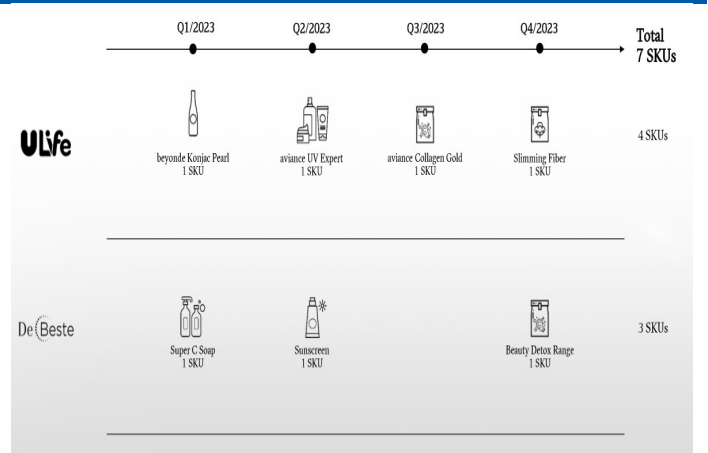 Q1/2023 Q2/2023 Q3/2023 Q4/2023 Total
7 SKUs
ULife
beyonde Konjac Pearl aviance UV Expert aviance Collagen Gold Slimming Fiber 4 SKUs
1 SKU 1 SKU 1 SKU 1 SKU
De Beste
Super C Soap Sunscreen Beauty Detox Range 3 SKUs
1 SKU 1 SKU 1 SKU